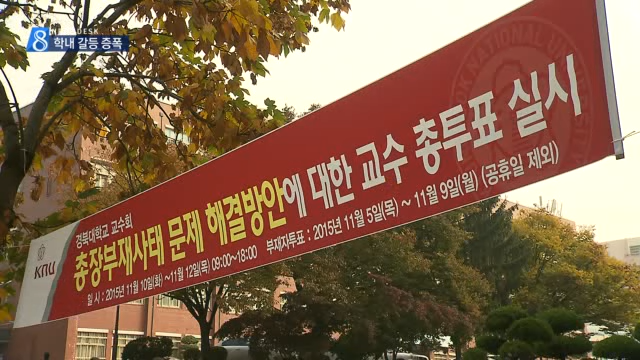 DESK
8 학내 갈등 증폭
KNU
경북대학교 교수회
총장부재사태 문제 해결방안에 대한 교수 총투표 실시
일 시 : 2015년 11월 10일(화) ~ 11월 12일(목) 09:00~18:00 부재자투표 : 2015년 11월 5일(목) ~ 11월 9일(월) (공휴일 제외)